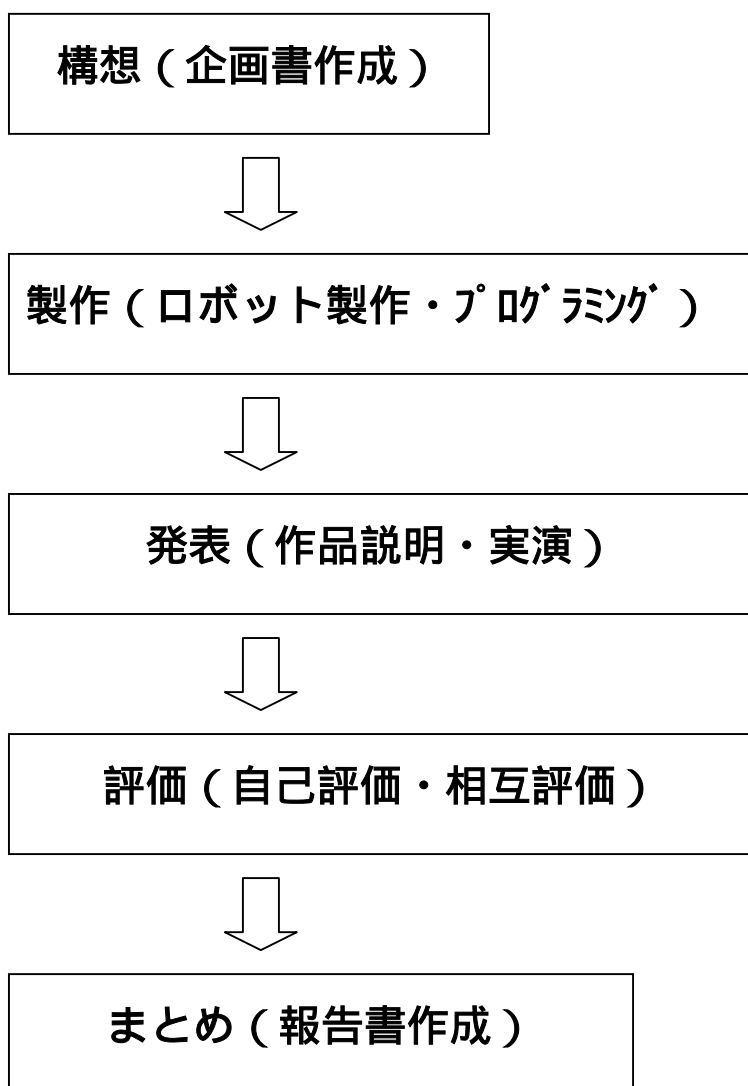 構想（企画書作成）
製作（ロボット製作・ﾌﾟﾛｸﾞﾗﾐﾝｸﾞ）
発表（作品説明・実演）
評価（自己評価・相互評価）
まとめ（報告書作成）